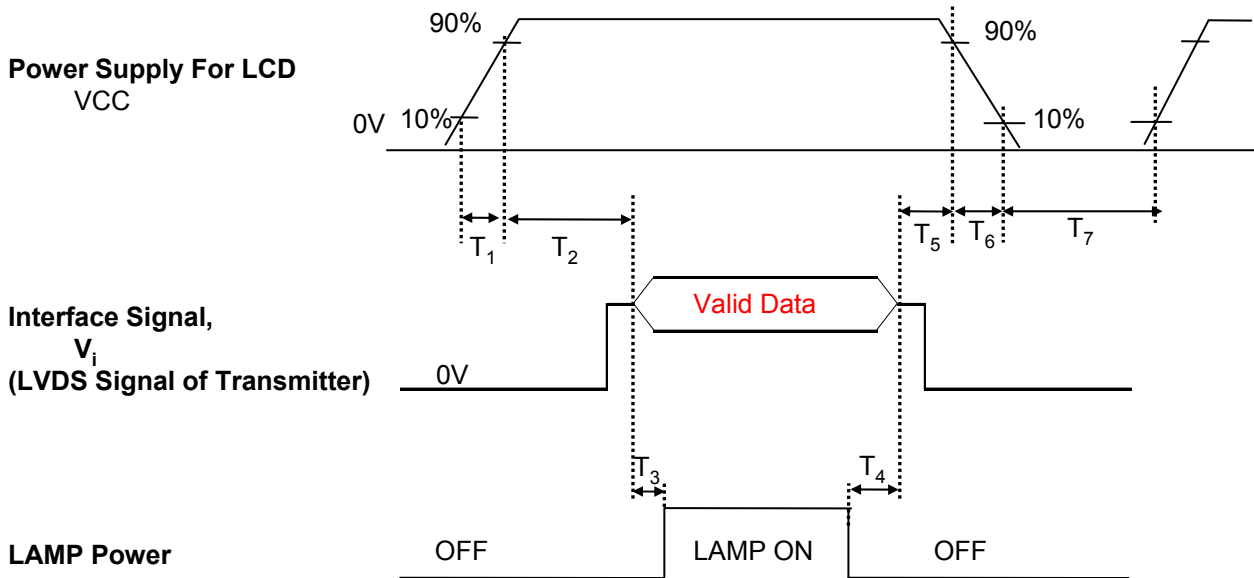 90%
90%
Power Supply For LCD
VCC
0V
10%
10%
T1
T2
T5
T6
T7
Valid Data
Interface Signal,
Vi
(LVDS Signal of Transmitter)
0V
T3
T4
LAMP Power
OFF
LAMP ON
OFF